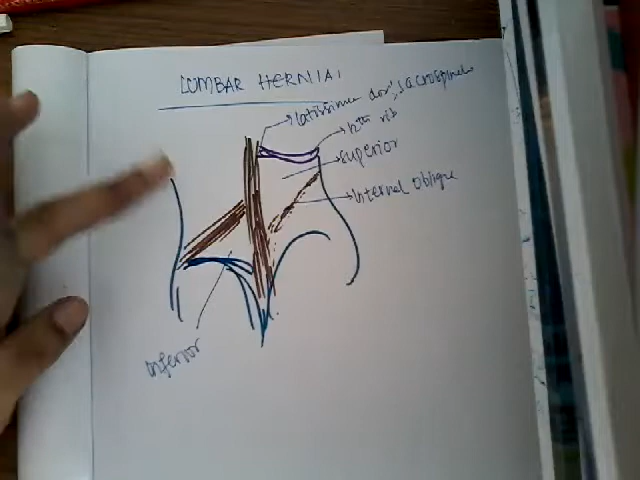 LUMBAR HERNIA
latissimus dorsi, sacrospinalis
12th rib
superior
internal oblique
inferior